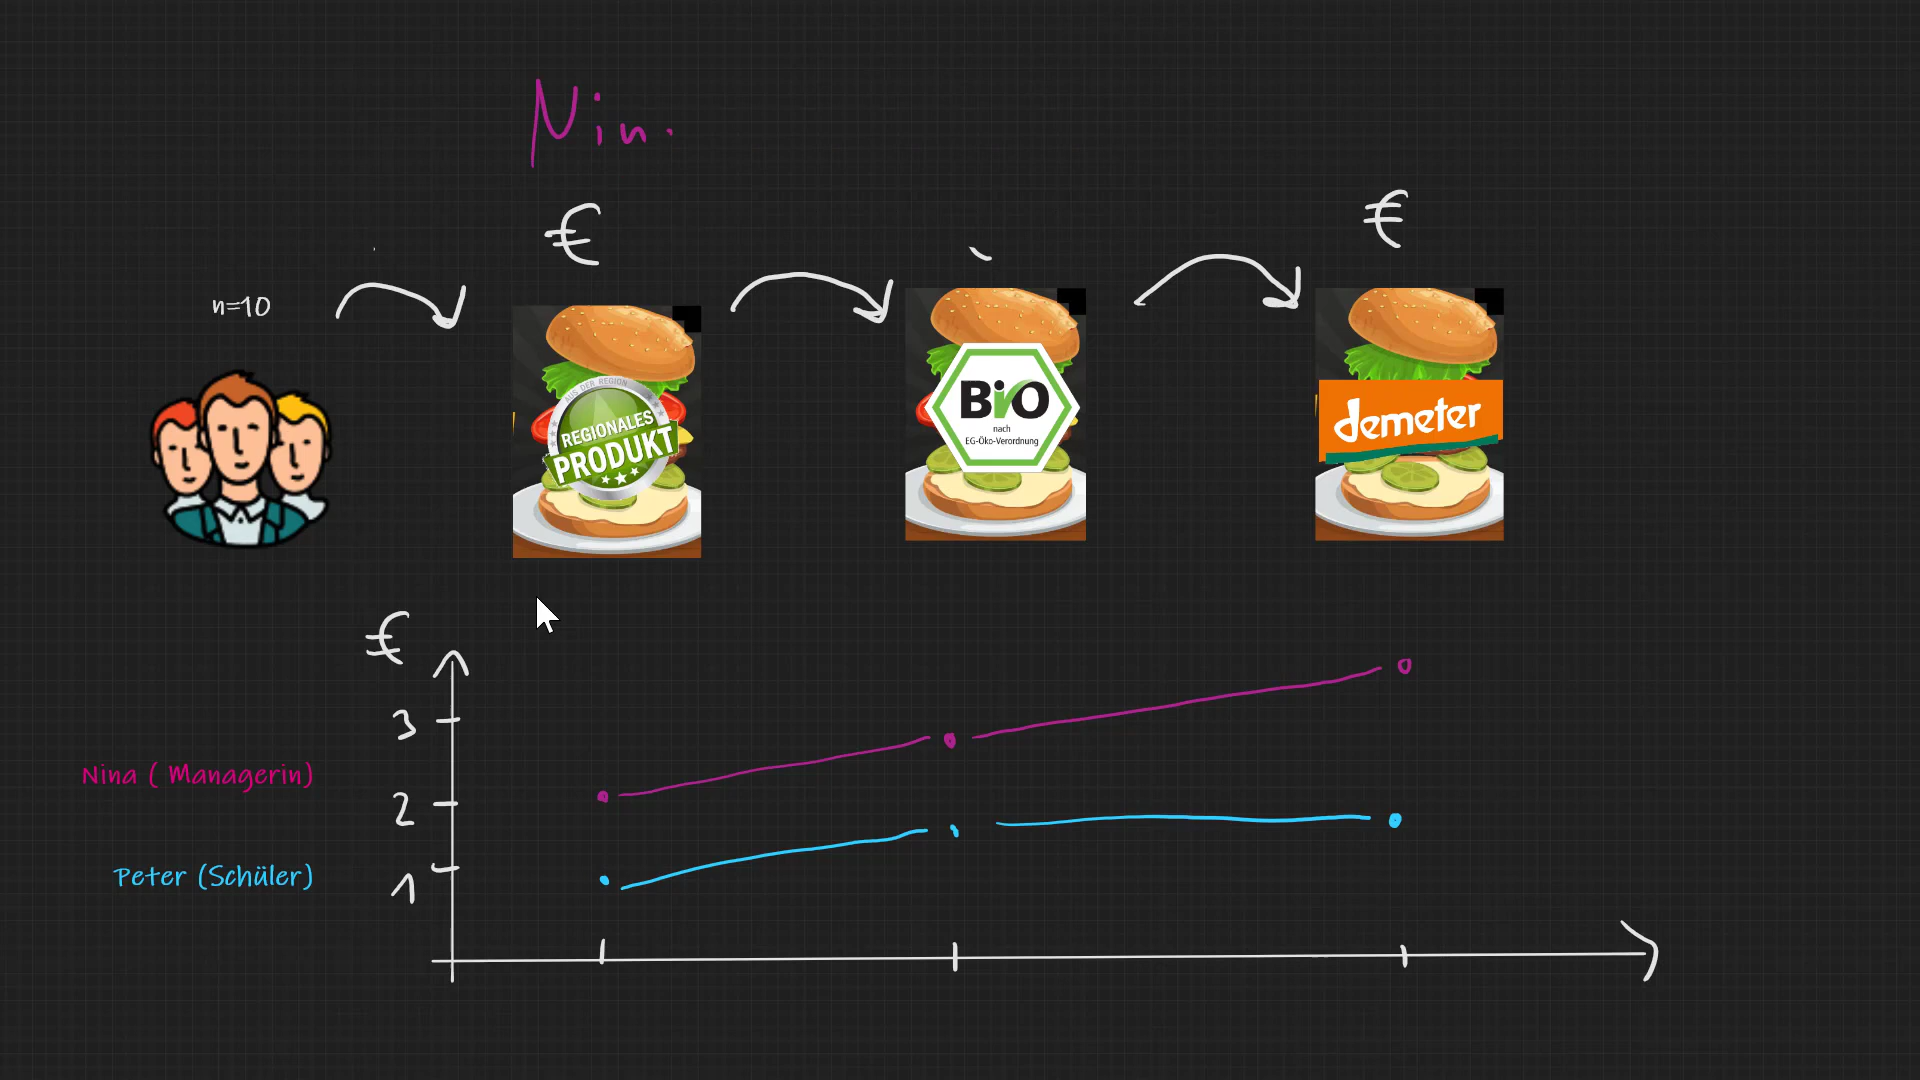 Nin.
€
€
n=10
AUS DER REGION
REGIONALES
PRODUKT
BiO
nach
EG-Öko-Verordnung
demeter
€
3
Nina ( Managerin)
2
Peter (Schüler)
1